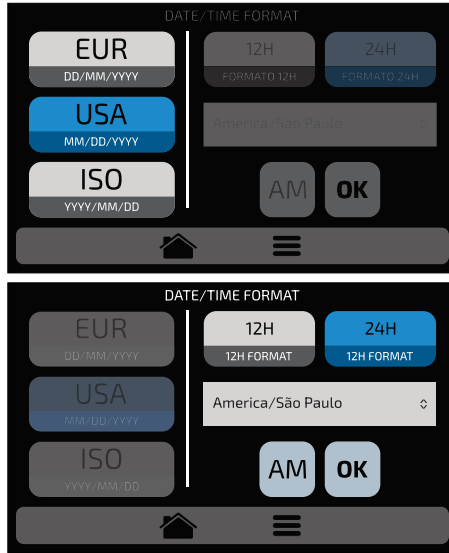 DATE/TIME FORMAT
EUR
DD/MM/YYYY
USA
MM/DD/YYYY
ISO
YYYY/MM/DD
12H
FORMATO 12H
24H
FORMATO 24H
America/São Paulo
AM
OK
DATE/TIME FORMAT
EUR
DD/MM/YYYY
USA
MM/DD/YYYY
ISO
YYYY/MM/DD
12H
12H FORMAT
24H
12H FORMAT
America/São Paulo
AM
OK